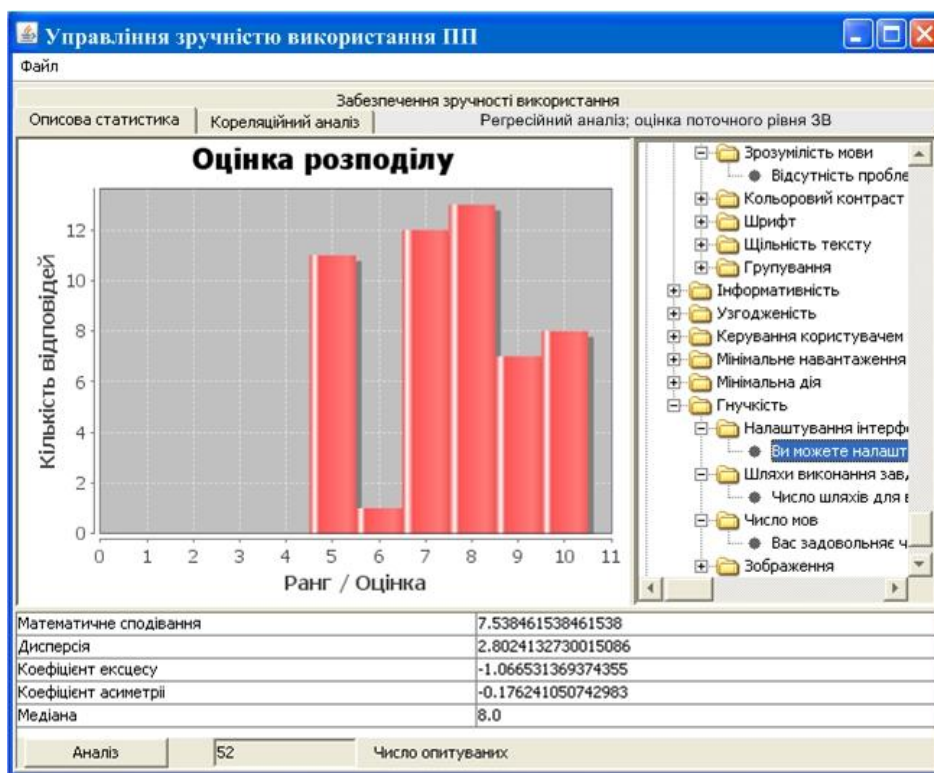 Управління зручністю використання ПП
Файл
Забезпечення зручності використання
Описова статистика Кореляційний аналіз Регресійний аналіз; оцінка поточного рівня ЗВ
Оцінка розподілу
Кількість відповідей
12
10
8
6
4
2
0
0 1 2 3 4 5 6 7 8 9 10 11
Ранг / Оцінка
Зрозумілість мови
Відсутність пробле
Кольоровий контраст
Шрифт
Щільність тексту
Групування
Інформативність
Узгодженість
Керування користувачем
Мінімальне навантаження
Мінімальна дія
Гнучкість
Налаштування інтерф
Ви можете налашт
Шляхи виконання зав
Число шляхів для в
Число мов
Вас задовольняє ч
Зображення
Математичне сподівання 7.538461538461538
Дисперсія 2.8024132730015086
Коефіцієнт ексцесу -1.066531369374355
Коефіцієнт асиметрії -0.176241050742983
Медіана 8.0
Аналіз 52 Число опитуваних